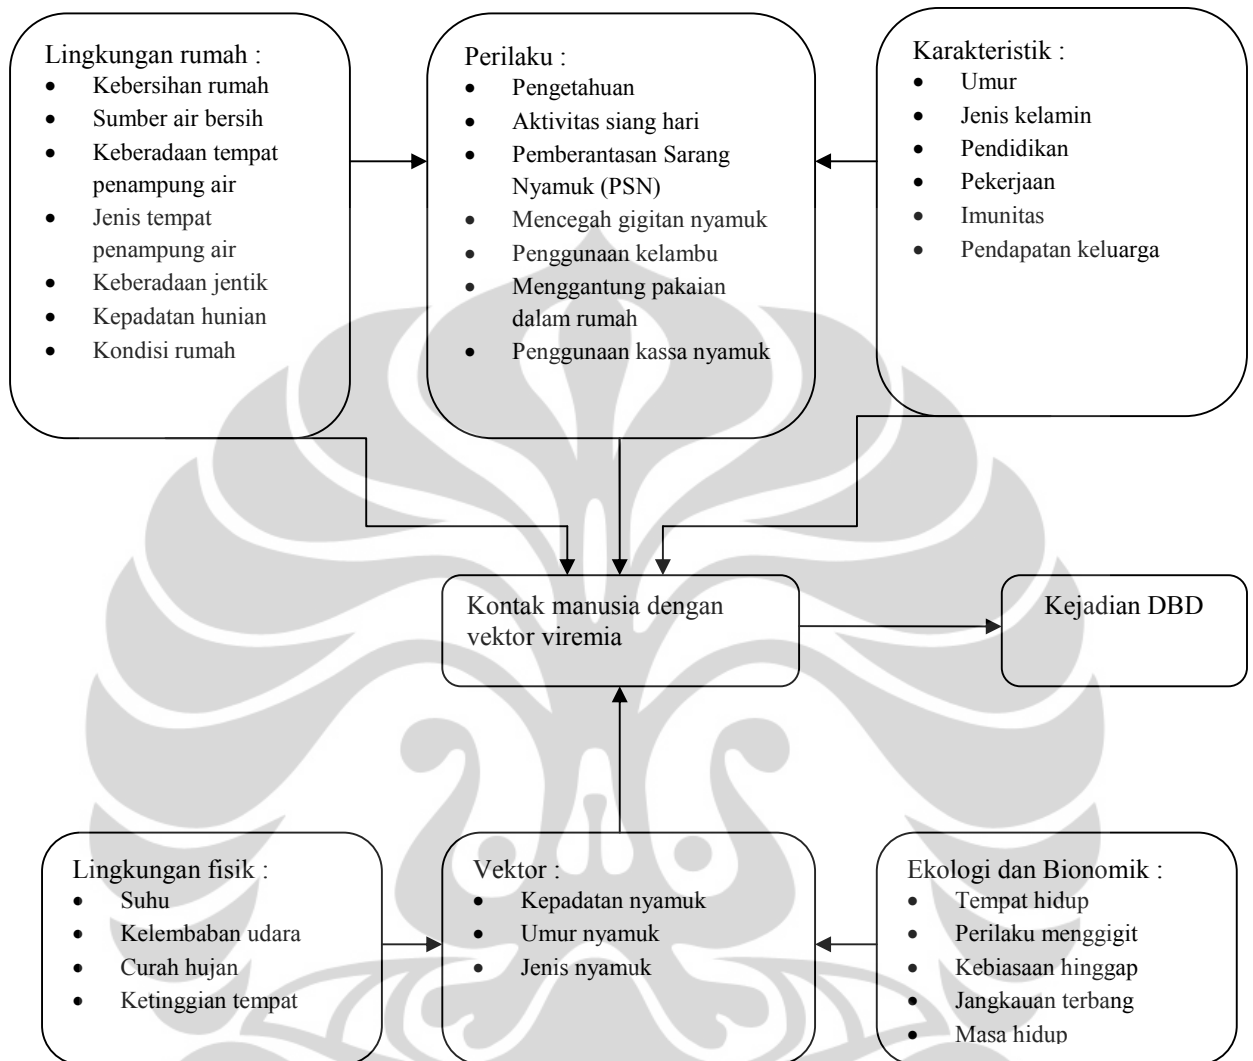 Lingkungan rumah :
• Kebersihan rumah
• Sumber air bersih
• Keberadaan tempat
penampung air
• Jenis tempat
penampung air
• Keberadaan jentik
• Kepadatan hunian
• Kondisi rumah
Perilaku :
• Pengetahuan
• Aktivitas siang hari
• Pemberantasan Sarang
Nyamuk (PSN)
• Mencegah gigitan nyamuk
• Penggunaan kelambu
• Menggantung pakaian
dalam rumah
• Penggunaan kassa nyamuk
Karakteristik :
• Umur
• Jenis kelamin
• Pendidikan
• Pekerjaan
• Imunitas
• Pendapatan keluarga
Kontak manusia dengan
vektor viremia
Kejadian DBD
Lingkungan fisik :
• Suhu
• Kelembaban udara
• Curah hujan
• Ketinggian tempat
Vektor :
• Kepadatan nyamuk
• Umur nyamuk
• Jenis nyamuk
Ekologi dan Bionomik :
• Tempat hidup
• Perilaku menggigit
• Kebiasaan hinggap
• Jangkauan terbang
• Masa hidup